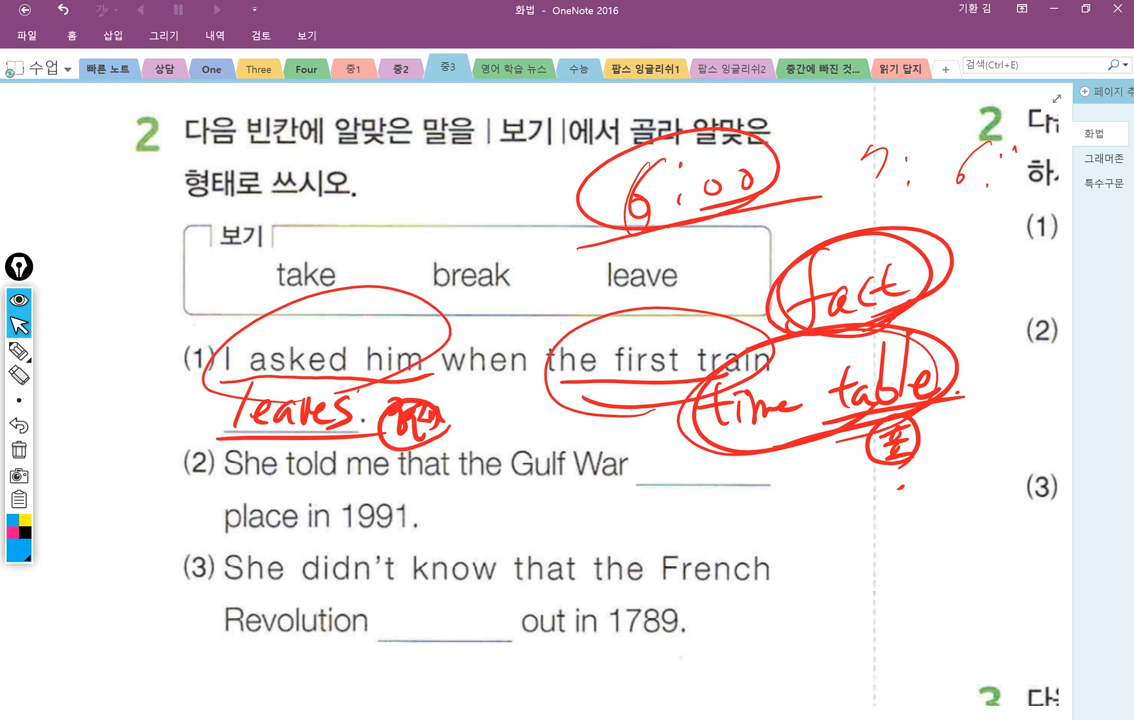 화법 - OneNote 2016
기환 김
파일 홈 삽입 그리기 내역 검토 보기
수업 빠른 노트 상담 One Three Four 중1 중2 중3 영어 학습 뉴스 수능 팝스 잉글리쉬1 팝스 잉글리쉬2 중간에 빠진 것... 읽기 답지 + 검색(Ctrl+E)
페이지 추
화법
그래머존
특수구문
2 다음 빈칸에 알맞은 말을 |보기|에서 골라 알맞은
형태로 쓰시오.
6:00
7: 6:
보기
take break leave
fact
(1) I asked him when the first train
leaves.
time table.
표
(2) She told me that the Gulf War
place in 1991.
(3) She didn't know that the French
Revolution out in 1789.
2
(1)
(2)
(3)
3